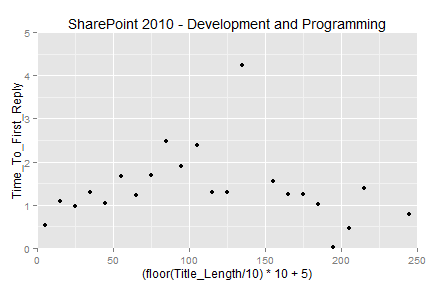 SharePoint 2010 - Development and Programming
Time_To_First_Reply
5
4
3
2
1
0
0 50 100 150 200 250
(floor(Title_Length/10) * 10 + 5)